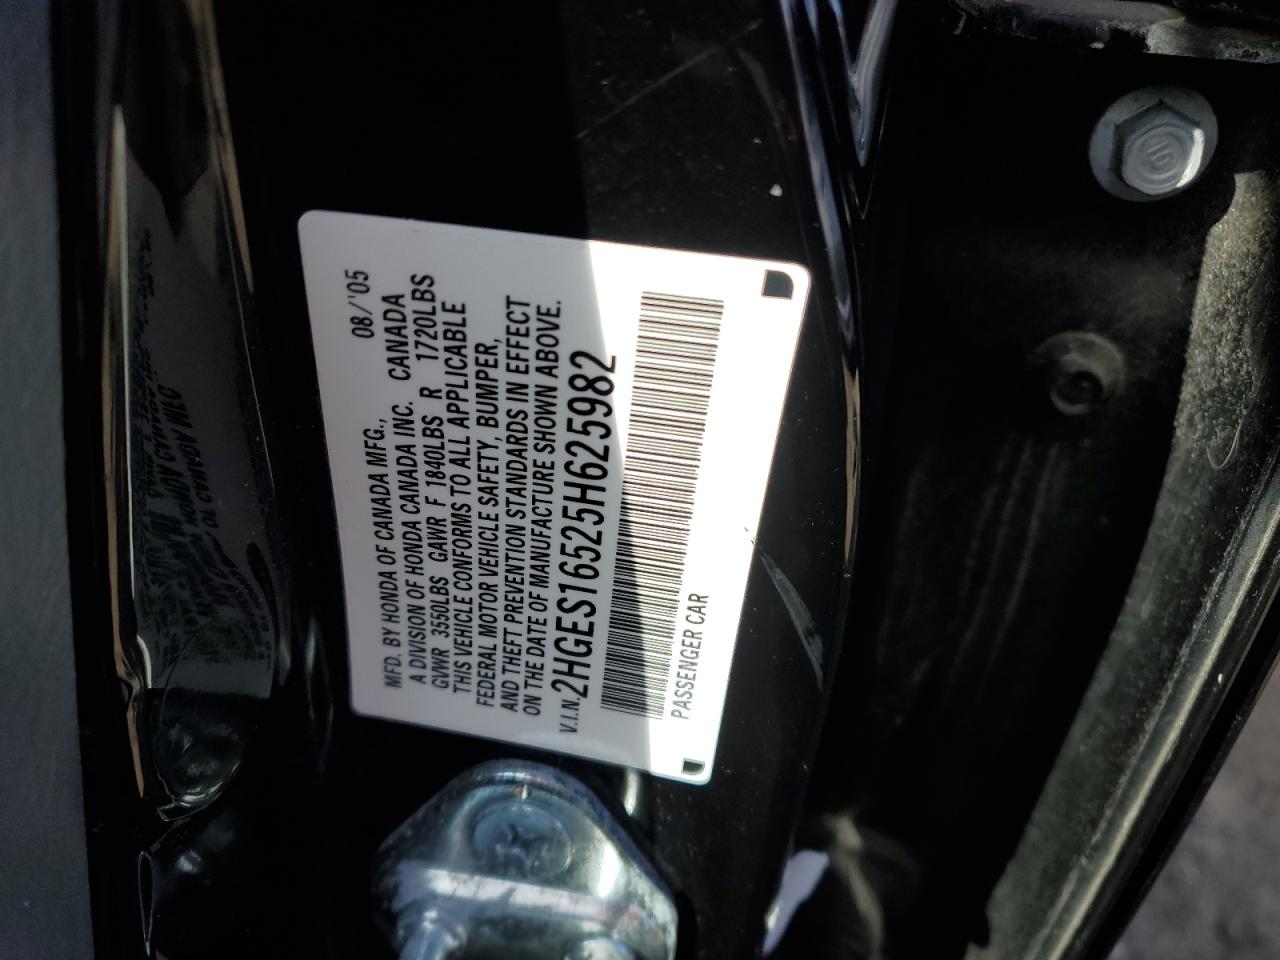 MFD. BY HONDA OF CANADA MFG., 08/'05
A DIVISION OF HONDA CANADA INC. CANADA
GVWR 3550LBS GAWR F 1840LBS R 1720LBS
THIS VEHICLE CONFORMS TO ALL APPLICABLE
FEDERAL MOTOR VEHICLE SAFETY, BUMPER,
AND THEFT PREVENTION STANDARDS IN EFFECT
ON THE DATE OF MANUFACTURE SHOWN ABOVE.
V.I.N. 2HGES16525H625982
PASSENGER CAR